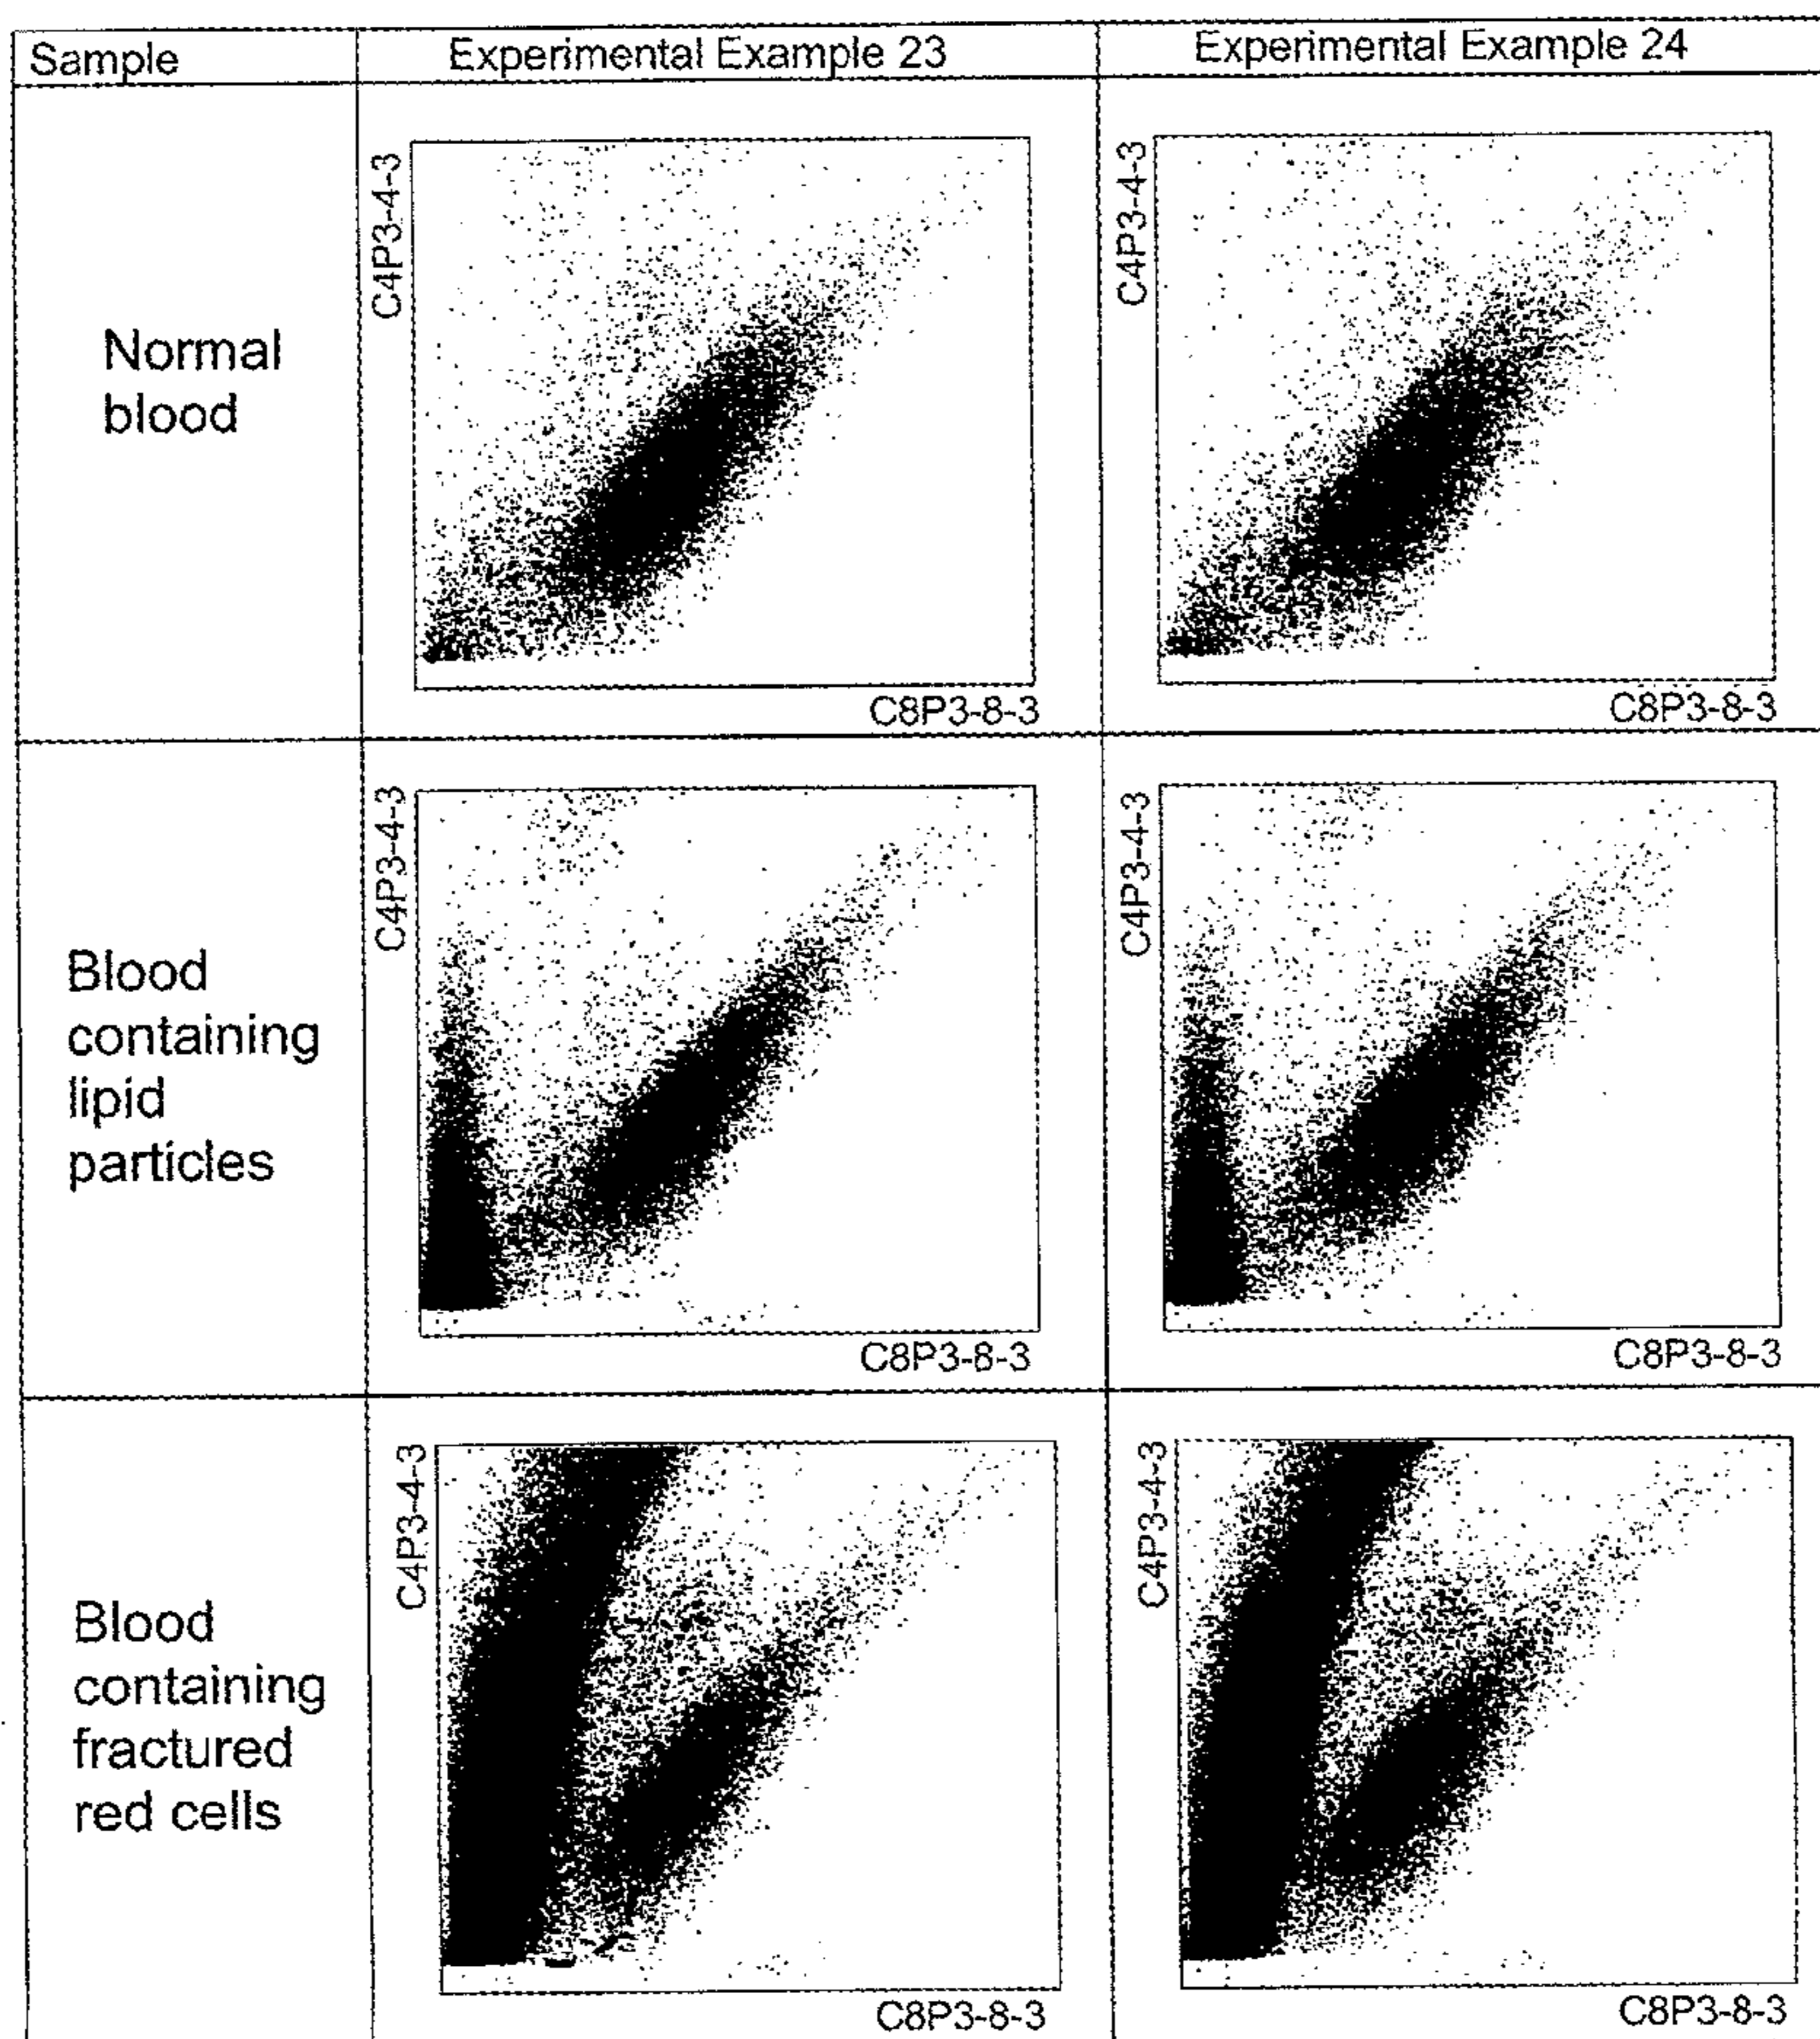 Sample
Experimental Example 23
Experimental Example 24
Normal
blood
C4P3-4-3
C8P3-8-3
C4P3-4-3
C8P3-8-3
Blood
containing
lipid
particles
C4P3-4-3
C8P3-8-3
C4P3-4-3
C8P3-8-3
Blood
containing
fractured
red cells
C4P3-4-3
C8P3-8-3
C4P3-4-3
C8P3-8-3